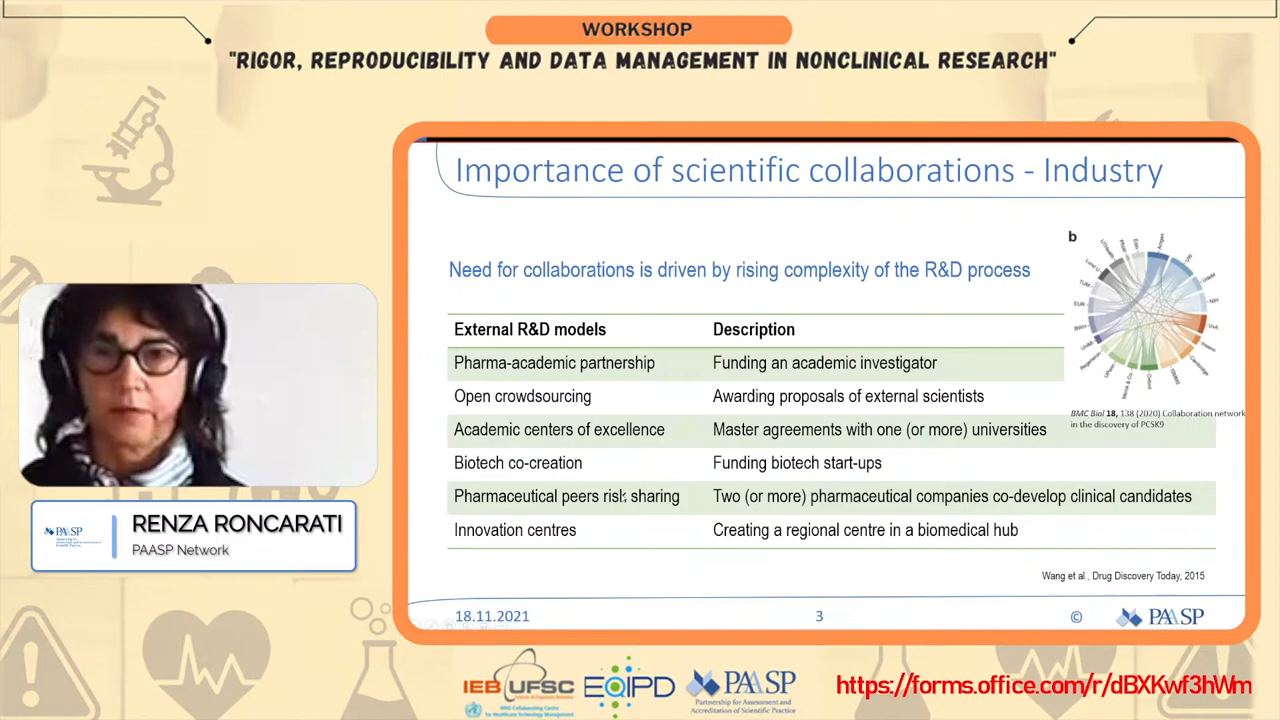 WORKSHOP
"RIGOR, REPRODUCIBILITY AND DATA MANAGEMENT IN NONCLINICAL RESEARCH"
Importance of scientific collaborations - Industry
b
Need for collaborations is driven by rising complexity of the R&D process
External R&D models Description
Pharma-academic partnership Funding an academic investigator
Open crowdsourcing Awarding proposals of external scientists
Academic centers of excellence Master agreements with one (or more) universities
Biotech co-creation Funding biotech start-ups
Pharmaceutical peers risk sharing Two (or more) pharmaceutical companies co-develop clinical candidates
Innovation centres Creating a regional centre in a biomedical hub
BMC Biol 18, 138 (2020) Collaboration network
in the discovery of PCSK9
Wang et al., Drug Discovery Today, 2015
18.11.2021 3 © PAASP
PAASP
RENZA RONCARATI
PAASP Network
IEB UFSC
EQIPD
PAASP
Partnership for Assessment and
Accreditation of Scientific Practice
https://forms.office.com/r/dBXKwf3hWm